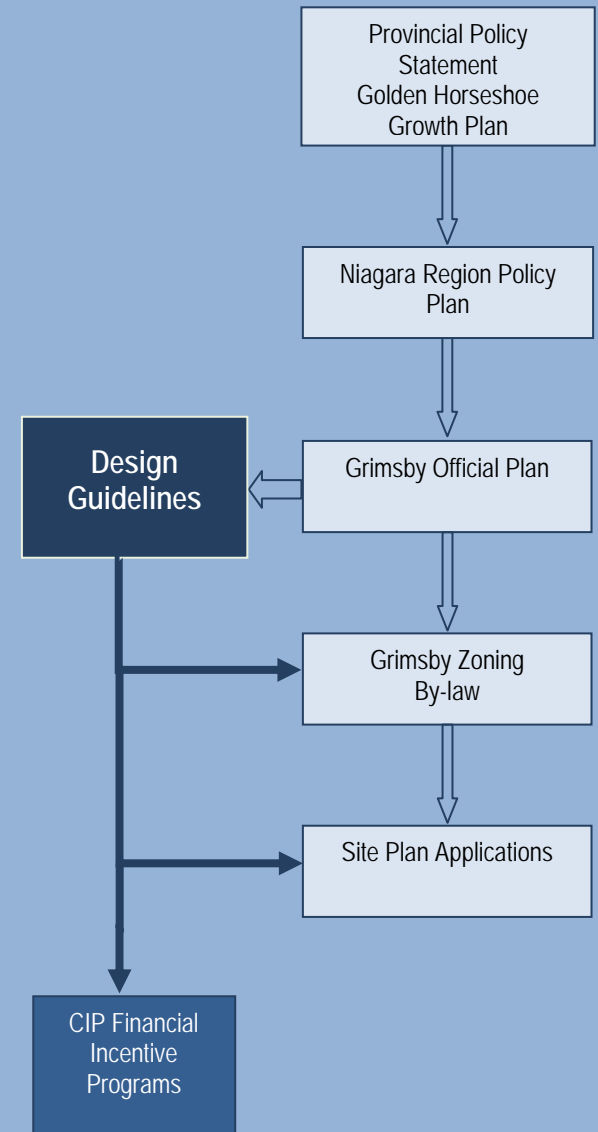 Provincial Policy
Statement
Golden Horseshoe
Growth Plan
Niagara Region Policy
Plan
Design
Guidelines
Grimsby Official Plan
Grimsby Zoning
By-law
Site Plan Applications
CIP Financial
Incentive
Programs